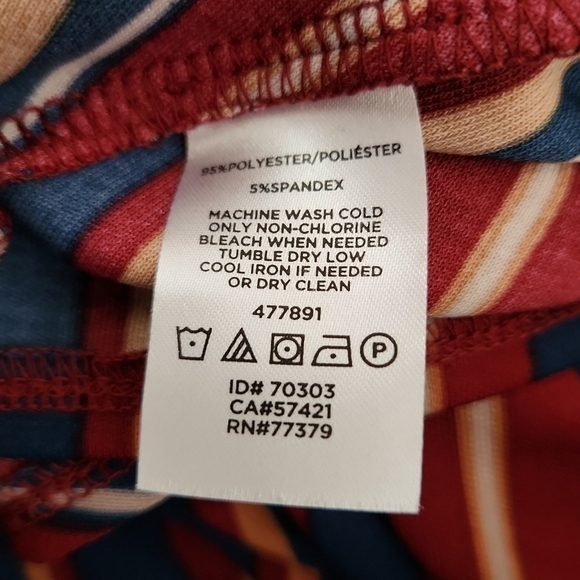 95%POLYESTER/POLIÉSTER
5%SPANDEX
MACHINE WASH COLD
ONLY NON-CHLORINE
BLEACH WHEN NEEDED
TUMBLE DRY LOW
COOL IRON IF NEEDED
OR DRY CLEAN
477891
P
ID# 70303
CA#57421
RN#77379